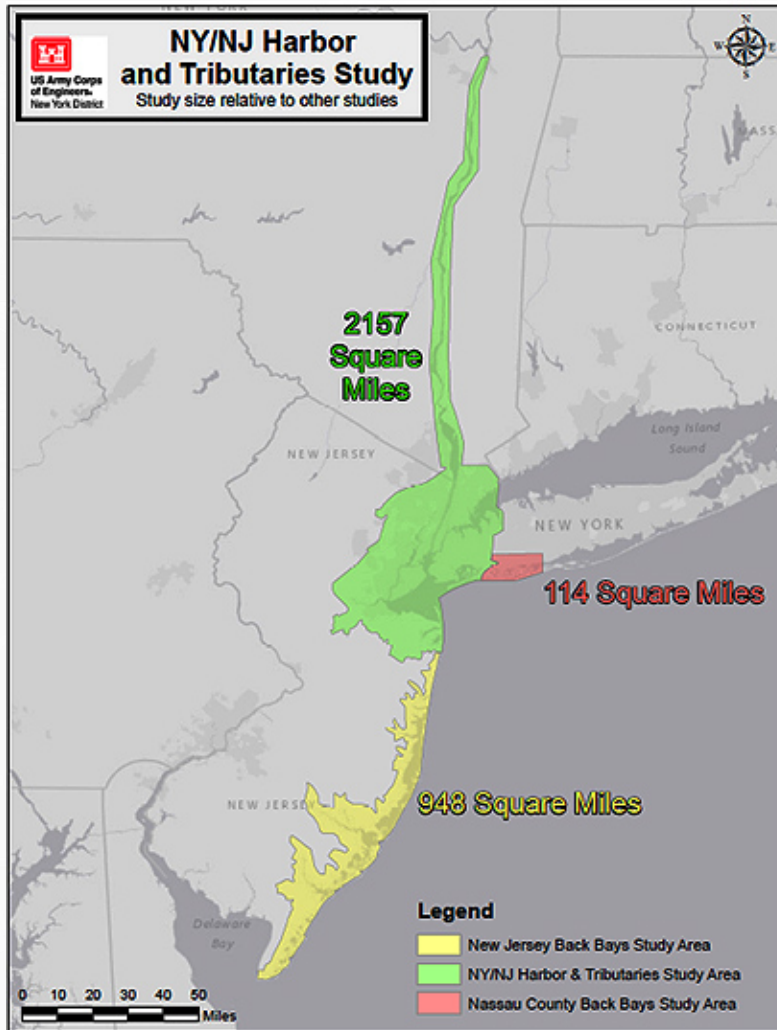 NEW YORK
US Army Corps
of Engineers®
New York District
NY/NJ Harbor
and Tributaries Study
Study size relative to other studies
N
W E
S
MASSA
2157
Square
Miles
CONNECTICUT
Long Island
Sound
NEW JERSEY
NEW YORK
114 Square Miles
948 Square Miles
NEW JERSEY
Delaware
Bay
Legend
New Jersey Back Bays Study Area
NY/NJ Harbor & Tributaries Study Area
Nassau County Back Bays Study Area
0 10 20 30 40 50
Miles